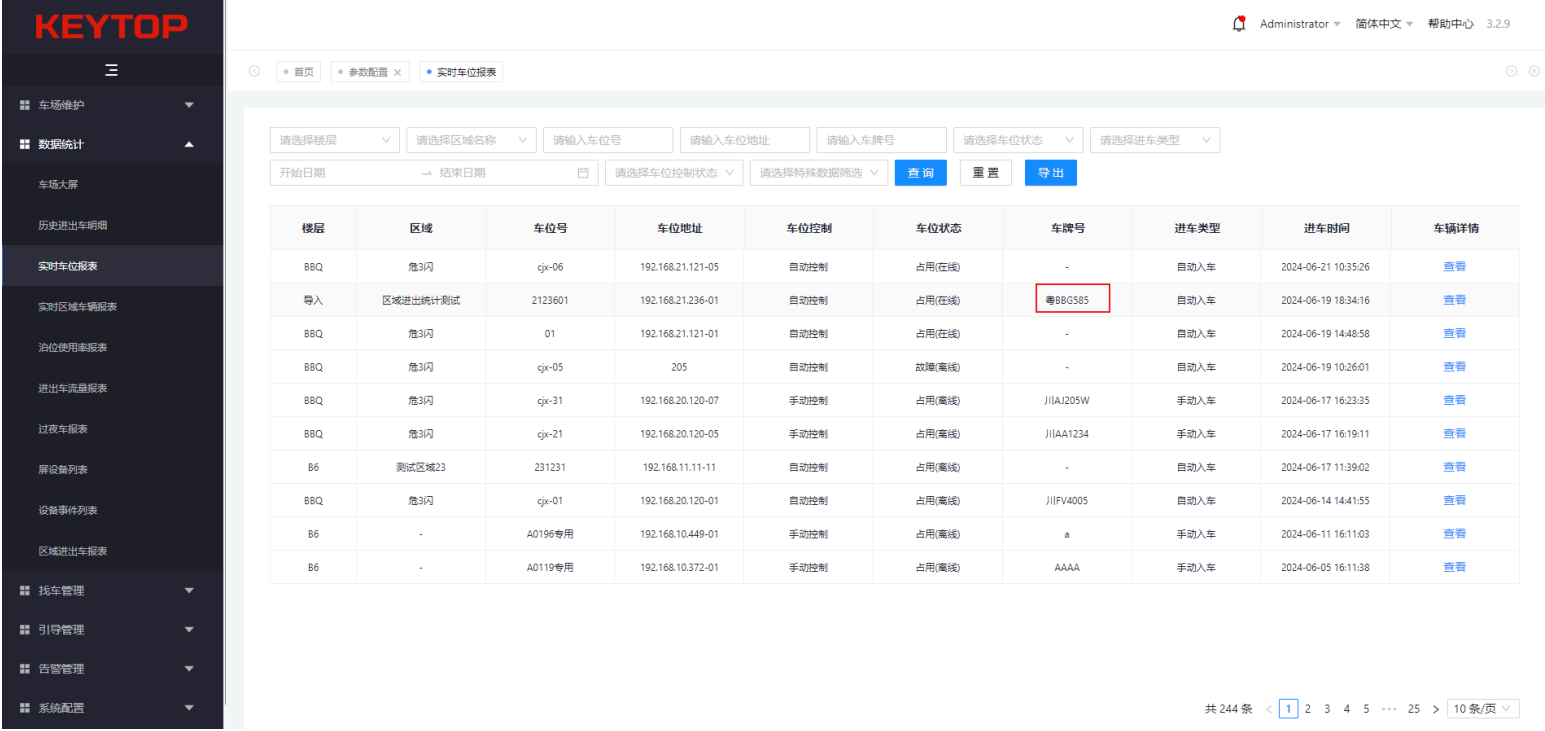 KEYTOP
Administrator 简体中文 帮助中心 3.2.9
首页 参数配置 实时车位报表
车场维护
数据统计
车场大屏
历史进出车明细
实时车位报表
实时区域车辆报表
泊位使用率报表
进出车流量报表
过夜车报表
屏设备列表
设备事件列表
区域进出车报表
找车管理
引导管理
告警管理
系统配置
请选择楼层 请选择区域名称 请输入车位号 请输入车位地址 请输入车牌号 请选择车位状态 请选择进车类型
开始日期 → 结束日期 请选择车位控制状态 请选择特殊数据筛选 查询 重置 导出
楼层 区域 车位号 车位地址 车位控制 车位状态 车牌号 进车类型 进车时间 车辆详情
BBQ 危3闪 cjx-06 192.168.21.121-05 自动控制 占用(在线) - 自动入车 2024-06-21 10:35:26 查看
导入 区域进出统计测试 2123601 192.168.21.236-01 自动控制 占用(在线) 粤BBG585 自动入车 2024-06-19 18:34:16 查看
BBQ 危3闪 01 192.168.21.121-01 自动控制 占用(在线) - 自动入车 2024-06-19 14:48:58 查看
BBQ 危3闪 cjx-05 205 自动控制 故障(离线) - 自动入车 2024-06-19 10:26:01 查看
BBQ 危3闪 cjx-31 192.168.20.120-07 手动控制 占用(离线) 川AJ205W 手动入车 2024-06-17 16:23:35 查看
BBQ 危3闪 cjx-21 192.168.20.120-05 手动控制 占用(离线) 川AA1234 手动入车 2024-06-17 16:19:11 查看
B6 测试区域23 231231 192.168.11.11-11 自动控制 占用(离线) - 自动入车 2024-06-17 11:39:02 查看
BBQ 危3闪 cjx-01 192.168.20.120-01 自动控制 占用(离线) 川FV4005 自动入车 2024-06-14 14:41:55 查看
B6 - A0196专用 192.168.10.449-01 手动控制 占用(离线) a 手动入车 2024-06-11 16:11:03 查看
B6 - A0119专用 192.168.10.372-01 手动控制 占用(离线) AAAA 手动入车 2024-06-05 16:11:38 查看
共 244 条 < 1 2 3 4 5 ••• 25 > 10 条/页